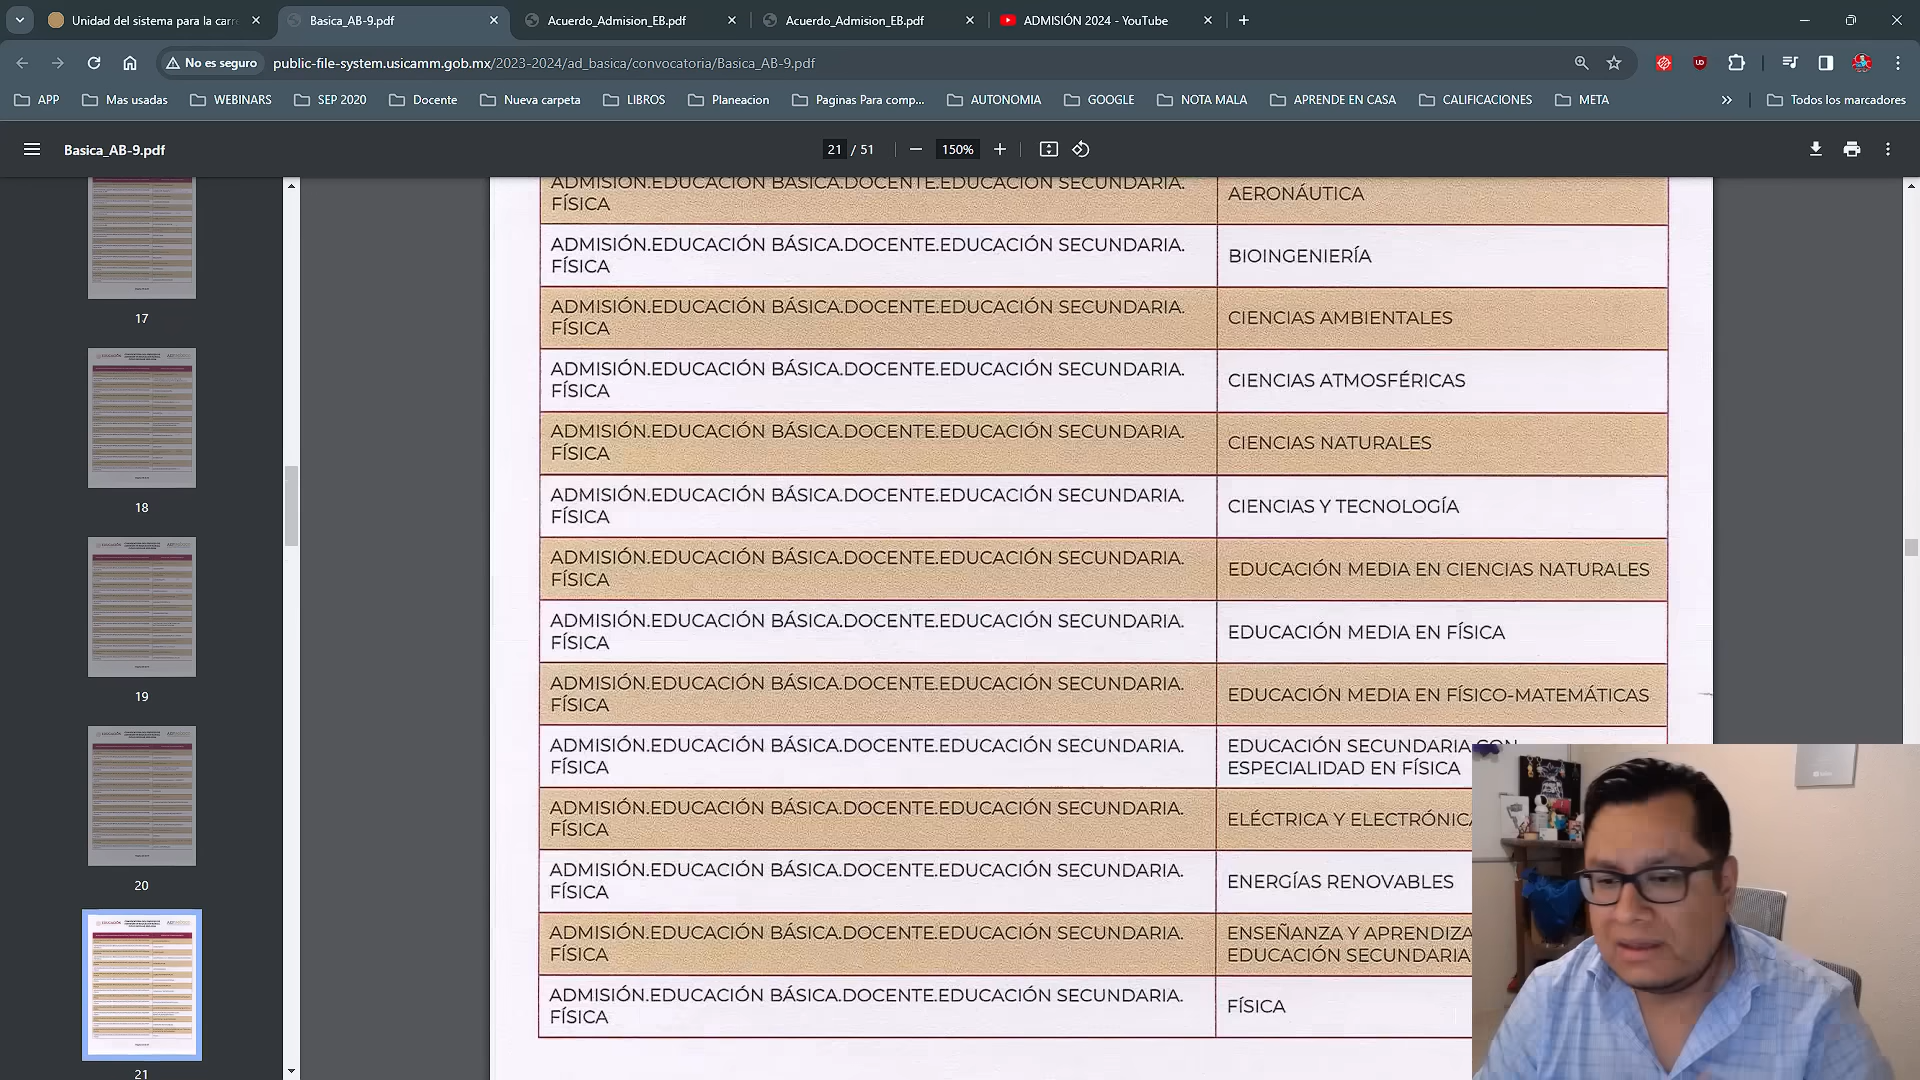 Unidad del sistema para la carre
Basica_AB-9.pdf
Acuerdo_Admision_EB.pdf
Acuerdo_Admision_EB.pdf
ADMISIÓN 2024 - YouTube
No es seguro
public-file-system.usicamm.gob.mx/2023-2024/ad_basica/convocatoria/Basica_AB-9.pdf
APP
Mas usadas
WEBINARS
SEP 2020
Docente
Nueva carpeta
LIBROS
Planeacion
Paginas Para comp...
AUTONOMIA
GOOGLE
NOTA MALA
APRENDE EN CASA
CALIFICACIONES
META
Todos los marcadores
Basica_AB-9.pdf
21 / 51
150%
17
18
19
20
21
ADMISIÓN.EDUCACIÓN BÁSICA.DOCENTE.EDUCACIÓN SECUNDARIA.
FÍSICA
AERONÁUTICA
ADMISIÓN.EDUCACIÓN BÁSICA.DOCENTE.EDUCACIÓN SECUNDARIA.
FÍSICA
BIOINGENIERÍA
ADMISIÓN.EDUCACIÓN BÁSICA.DOCENTE.EDUCACIÓN SECUNDARIA.
FÍSICA
CIENCIAS AMBIENTALES
ADMISIÓN.EDUCACIÓN BÁSICA.DOCENTE.EDUCACIÓN SECUNDARIA.
FÍSICA
CIENCIAS ATMOSFÉRICAS
ADMISIÓN.EDUCACIÓN BÁSICA.DOCENTE.EDUCACIÓN SECUNDARIA.
FÍSICA
CIENCIAS NATURALES
ADMISIÓN.EDUCACIÓN BÁSICA.DOCENTE.EDUCACIÓN SECUNDARIA.
FÍSICA
CIENCIAS Y TECNOLOGÍA
ADMISIÓN.EDUCACIÓN BÁSICA.DOCENTE.EDUCACIÓN SECUNDARIA.
FÍSICA
EDUCACIÓN MEDIA EN CIENCIAS NATURALES
ADMISIÓN.EDUCACIÓN BÁSICA.DOCENTE.EDUCACIÓN SECUNDARIA.
FÍSICA
EDUCACIÓN MEDIA EN FÍSICA
ADMISIÓN.EDUCACIÓN BÁSICA.DOCENTE.EDUCACIÓN SECUNDARIA.
FÍSICA
EDUCACIÓN MEDIA EN FÍSICO-MATEMÁTICAS
ADMISIÓN.EDUCACIÓN BÁSICA.DOCENTE.EDUCACIÓN SECUNDARIA.
FÍSICA
EDUCACIÓN SECUNDARIA CON
ESPECIALIDAD EN FÍSICA
ADMISIÓN.EDUCACIÓN BÁSICA.DOCENTE.EDUCACIÓN SECUNDARIA.
FÍSICA
ELÉCTRICA Y ELECTRÓNICA
ADMISIÓN.EDUCACIÓN BÁSICA.DOCENTE.EDUCACIÓN SECUNDARIA.
FÍSICA
ENERGÍAS RENOVABLES
ADMISIÓN.EDUCACIÓN BÁSICA.DOCENTE.EDUCACIÓN SECUNDARIA.
FÍSICA
ENSEÑANZA Y APRENDIZA
EDUCACIÓN SECUNDARIA
ADMISIÓN.EDUCACIÓN BÁSICA.DOCENTE.EDUCACIÓN SECUNDARIA.
FÍSICA
FÍSICA